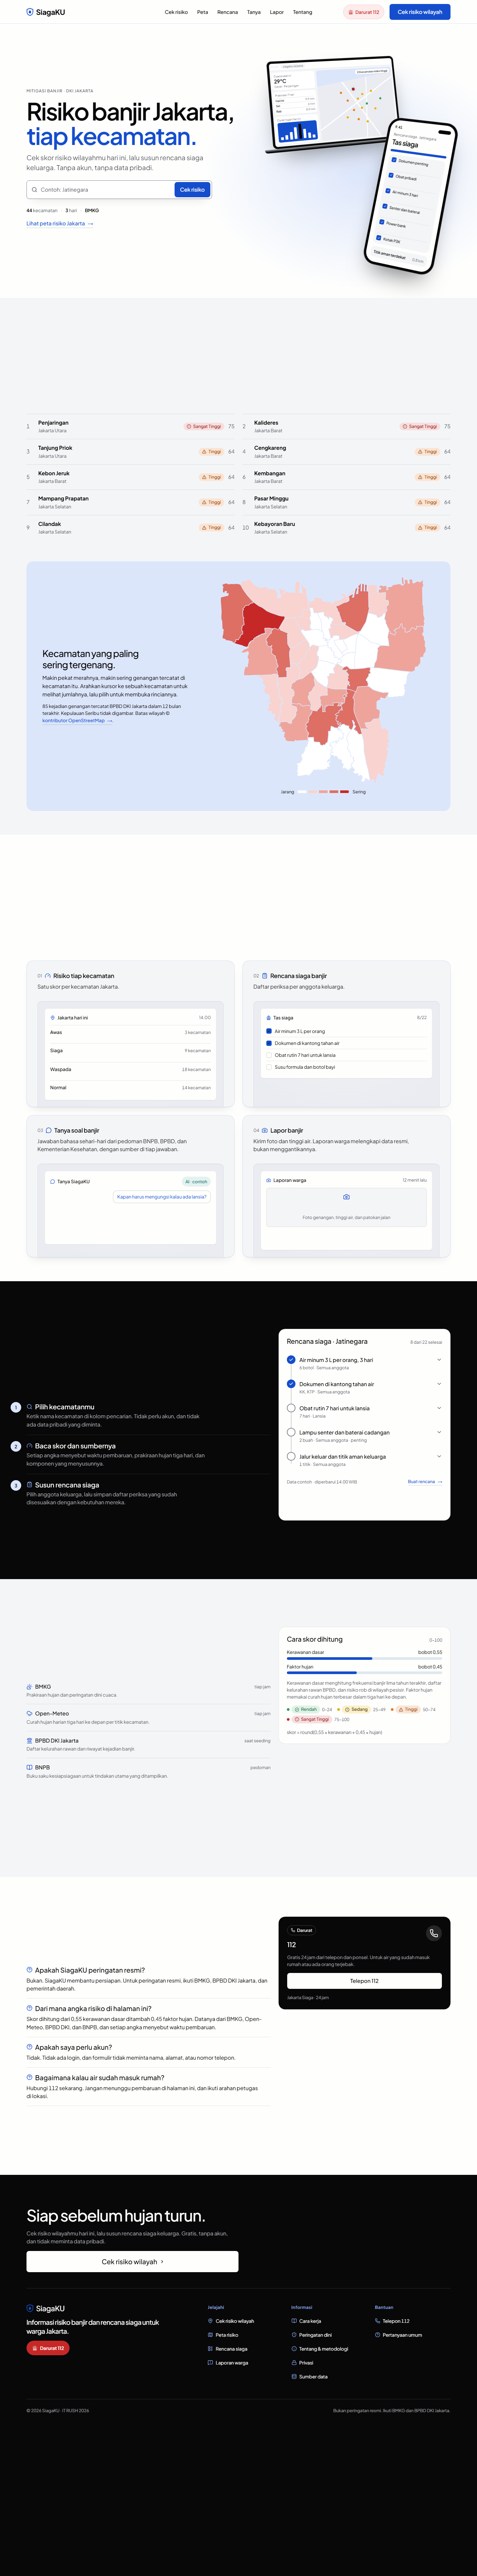 SiagaKU
Cek risiko
Peta
Rencana
Tanya
Lapor
Tentang
Darurat 112
Cek risiko wilayah
MITIGASI BANJIR · DKI JAKARTA
Risiko banjir Jakarta,
tiap kecamatan.
Cek skor risiko wilayahmu hari ini, lalu susun rencana siaga
keluarga. Tanpa akun, tanpa data pribadi.
Contoh: Jatinegara
Cek risiko
44 kecamatan
3 hari
BMKG
Lihat peta risiko Jakarta
29°C
9.41
Tas siaga
Dokumen penting
Obat pribadi
Air minum 3 hari
Senter dan baterai
Power bank
Kotak P3K
1 Penjaringan Sangat Tinggi 75
Jakarta Utara
2 Kalideres Sangat Tinggi 75
Jakarta Barat
3 Tanjung Priok Tinggi 64
Jakarta Utara
4 Cengkareng Tinggi 64
Jakarta Barat
5 Kebon Jeruk Tinggi 64
Jakarta Barat
6 Kembangan Tinggi 64
Jakarta Barat
7 Mampang Prapatan Tinggi 64
Jakarta Selatan
8 Pasar Minggu Tinggi 64
Jakarta Selatan
9 Cilandak Tinggi 64
Jakarta Selatan
10 Kebayoran Baru Tinggi 64
Jakarta Selatan
Kecamatan yang paling
sering tergenang.
Makin pekat merahnya, makin sering genangan tercatat di
kecamatan itu. Arahkan kursor ke sebuah kecamatan untuk
melihat jumlahnya, lalu pilih untuk membuka rinciannya.
85 kejadian genangan tercatat BPBD DKI Jakarta dalam 12 bulan
terakhir. Kepulauan Seribu tidak digambar. Batas wilayah ©
kontributor OpenStreetMap
Jarang
Sering
01 Risiko tiap kecamatan
Satu skor per kecamatan Jakarta.
Jakarta hari ini 14.00
Awas 3 kecamatan
Siaga 9 kecamatan
Waspada 18 kecamatan
Normal 14 kecamatan
02 Rencana siaga banjir
Daftar periksa per anggota keluarga.
Tas siaga 8/22
Air minum 3 L per orang
Dokumen di kantong tahan air
Obat rutin 7 hari untuk lansia
Susu formula dan botol bayi
03 Tanya soal banjir
Jawaban bahasa sehari-hari dari pedoman BNPB, BPBD, dan
Kementerian Kesehatan, dengan sumber di tiap jawaban.
Tanya SiagaKU AI · contoh
Kapan harus mengungsi kalau ada lansia?
04 Lapor banjir
Kirim foto dan tinggi air. Laporan warga melengkapi data resmi,
bukan menggantikannya.
Laporan warga 12 menit lalu
Foto genangan, tinggi air, dan patokan jalan
1 Pilih kecamatanmu
Ketik nama kecamatan di kolom pencarian. Tidak perlu akun, dan tidak
ada data pribadi yang diminta.
2 Baca skor dan sumbernya
Setiap angka menyebut waktu pembaruan, prakiraan hujan tiga hari, dan
komponen yang menyusunnya.
3 Susun rencana siaga
Pilih anggota keluarga, lalu simpan daftar periksa yang sudah
disesuaikan dengan kebutuhan mereka.
Rencana siaga · Jatinegara 8 dari 22 selesai
Air minum 3 L per orang, 3 hari
6 botol · Semua anggota
Dokumen di kantong tahan air
KK, KTP · Semua anggota
Obat rutin 7 hari untuk lansia
7 hari · Lansia
Lampu senter dan baterai cadangan
2 buah · Semua anggota · penting
Jalur keluar dan titik aman keluarga
1 titik · Semua anggota
Data contoh · diperbarui 14.00 WIB Buat rencana
BMKG tiap jam
Prakiraan hujan dan peringatan dini cuaca.
Open-Meteo tiap jam
Curah hujan harian tiga hari ke depan per titik kecamatan.
BPBD DKI Jakarta saat seeding
Daftar kelurahan rawan dan riwayat kejadian banjir.
BNPB pedoman
Buku saku kesiapsiagaan untuk tindakan utama yang ditampilkan.
Cara skor dihitung 0–100
Kerawanan dasar bobot 0,55
Faktor hujan bobot 0,45
Kerawanan dasar menghitung frekuensi banjir lima tahun terakhir, daftar
kelurahan rawan BPBD, dan risiko rob di wilayah pesisir. Faktor hujan
memakai curah hujan terbesar dalam tiga hari ke depan.
Rendah 0–24 Sedang 25–49 Tinggi 50–74
Sangat Tinggi 75–100
skor = round(0,55 × kerawanan + 0,45 × hujan)
Apakah SiagaKU peringatan resmi?
Bukan. SiagaKU membantu persiapan. Untuk peringatan resmi, ikuti BMKG, BPBD DKI Jakarta, dan
pemerintah daerah.
Dari mana angka risiko di halaman ini?
Skor dihitung dari 0,55 kerawanan dasar ditambah 0,45 faktor hujan. Datanya dari BMKG, Open-
Meteo, BPBD DKI, dan BNPB, dan setiap angka menyebut waktu pembaruan.
Apakah saya perlu akun?
Tidak. Tidak ada login, dan formulir tidak meminta nama, alamat, atau nomor telepon.
Bagaimana kalau air sudah masuk rumah?
Hubungi 112 sekarang. Jangan menunggu pembaruan di halaman ini, dan ikuti arahan petugas
di lokasi.
Darurat
112
Gratis 24 jam dari telepon dan ponsel. Untuk air yang sudah masuk
rumah atau ada orang terjebak.
Telepon 112
Jakarta Siaga · 24 jam
Siap sebelum hujan turun.
Cek risiko wilayahmu hari ini, lalu susun rencana siaga keluarga. Gratis, tanpa akun,
dan tidak meminta data pribadi.
Cek risiko wilayah
SiagaKU
Informasi risiko banjir dan rencana siaga untuk
warga Jakarta.
Darurat 112
Jelajahi
Cek risiko wilayah
Peta risiko
Rencana siaga
Laporan warga
Informasi
Cara kerja
Peringatan dini
Tentang & metodologi
Privasi
Sumber data
Bantuan
Telepon 112
Pertanyaan umum
© 2026 SiagaKU · IT RUSH 2026
Bukan peringatan resmi. Ikuti BMKG dan BPBD DKI Jakarta.